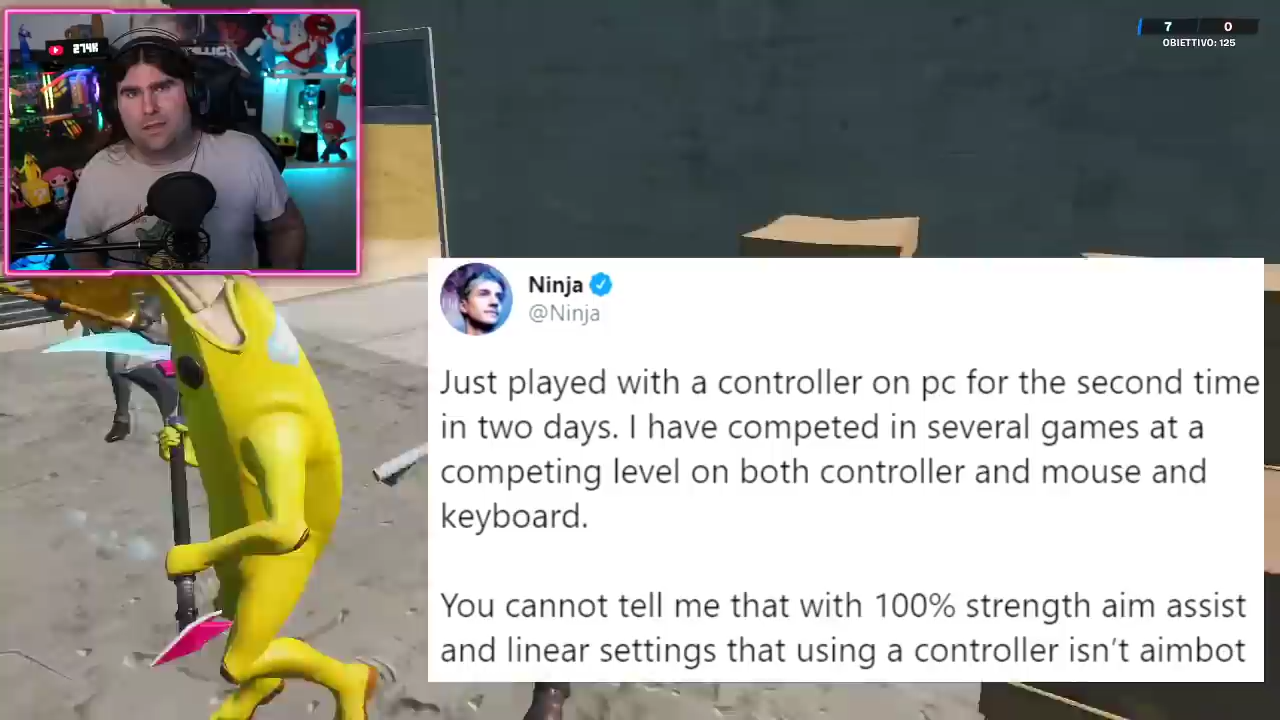 274K
7 0
OBIETTIVO: 125
Ninja
@Ninja
Just played with a controller on pc for the second time
in two days. I have competed in several games at a
competing level on both controller and mouse and
keyboard.
You cannot tell me that with 100% strength aim assist
and linear settings that using a controller isn't aimbot